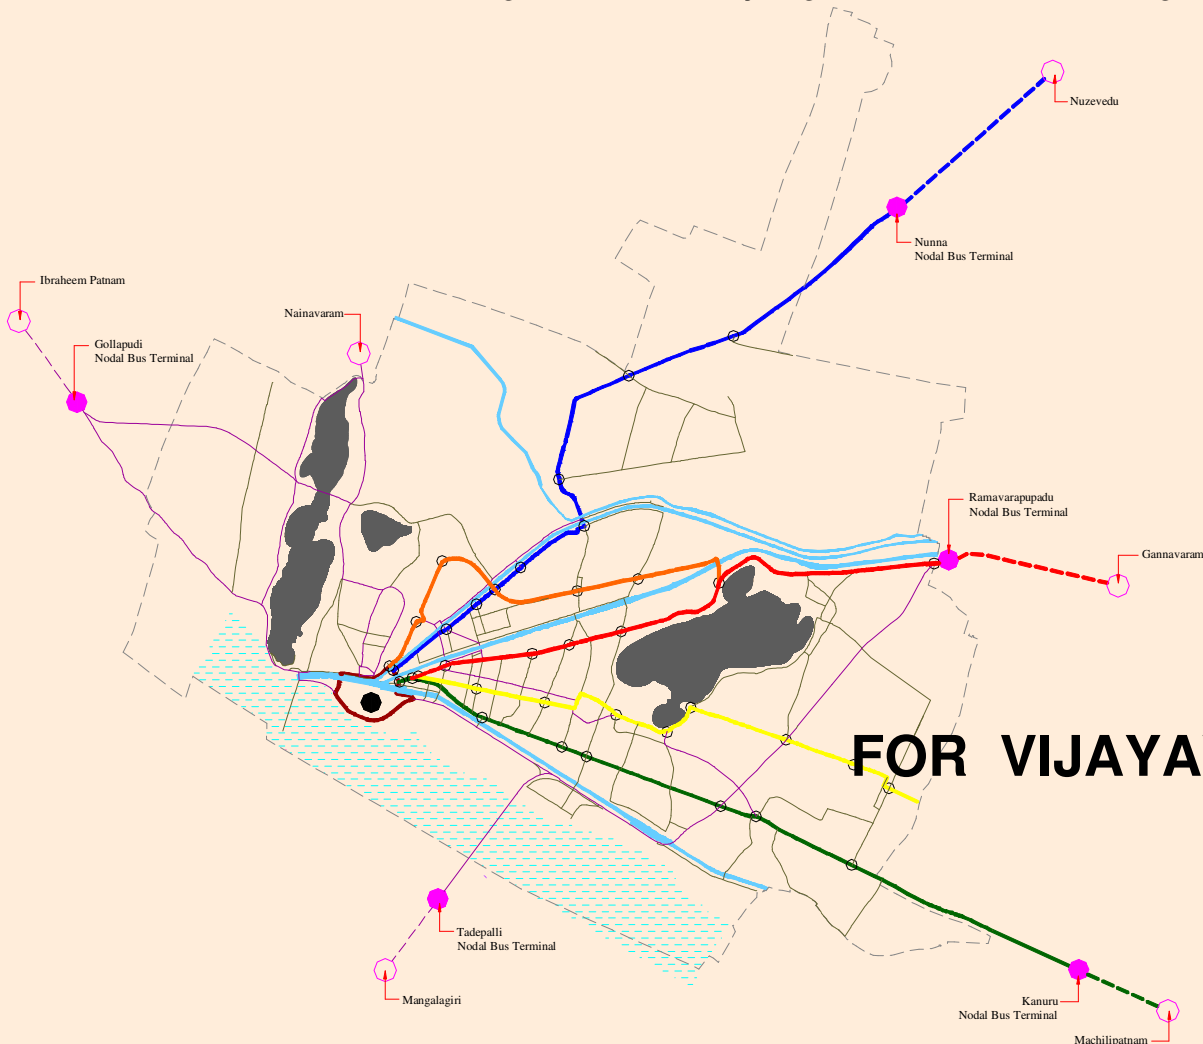 Nuzevedu
Nunna
Nodal Bus Terminal
Ibraheem Patnam
Nainavaram
Gollapudi
Nodal Bus Terminal
Ramavarapupadu
Nodal Bus Terminal
Gannavaram
FOR VIJAYA
Tadepalli
Nodal Bus Terminal
Mangalagiri
Kanuru
Nodal Bus Terminal
Machilipatnam